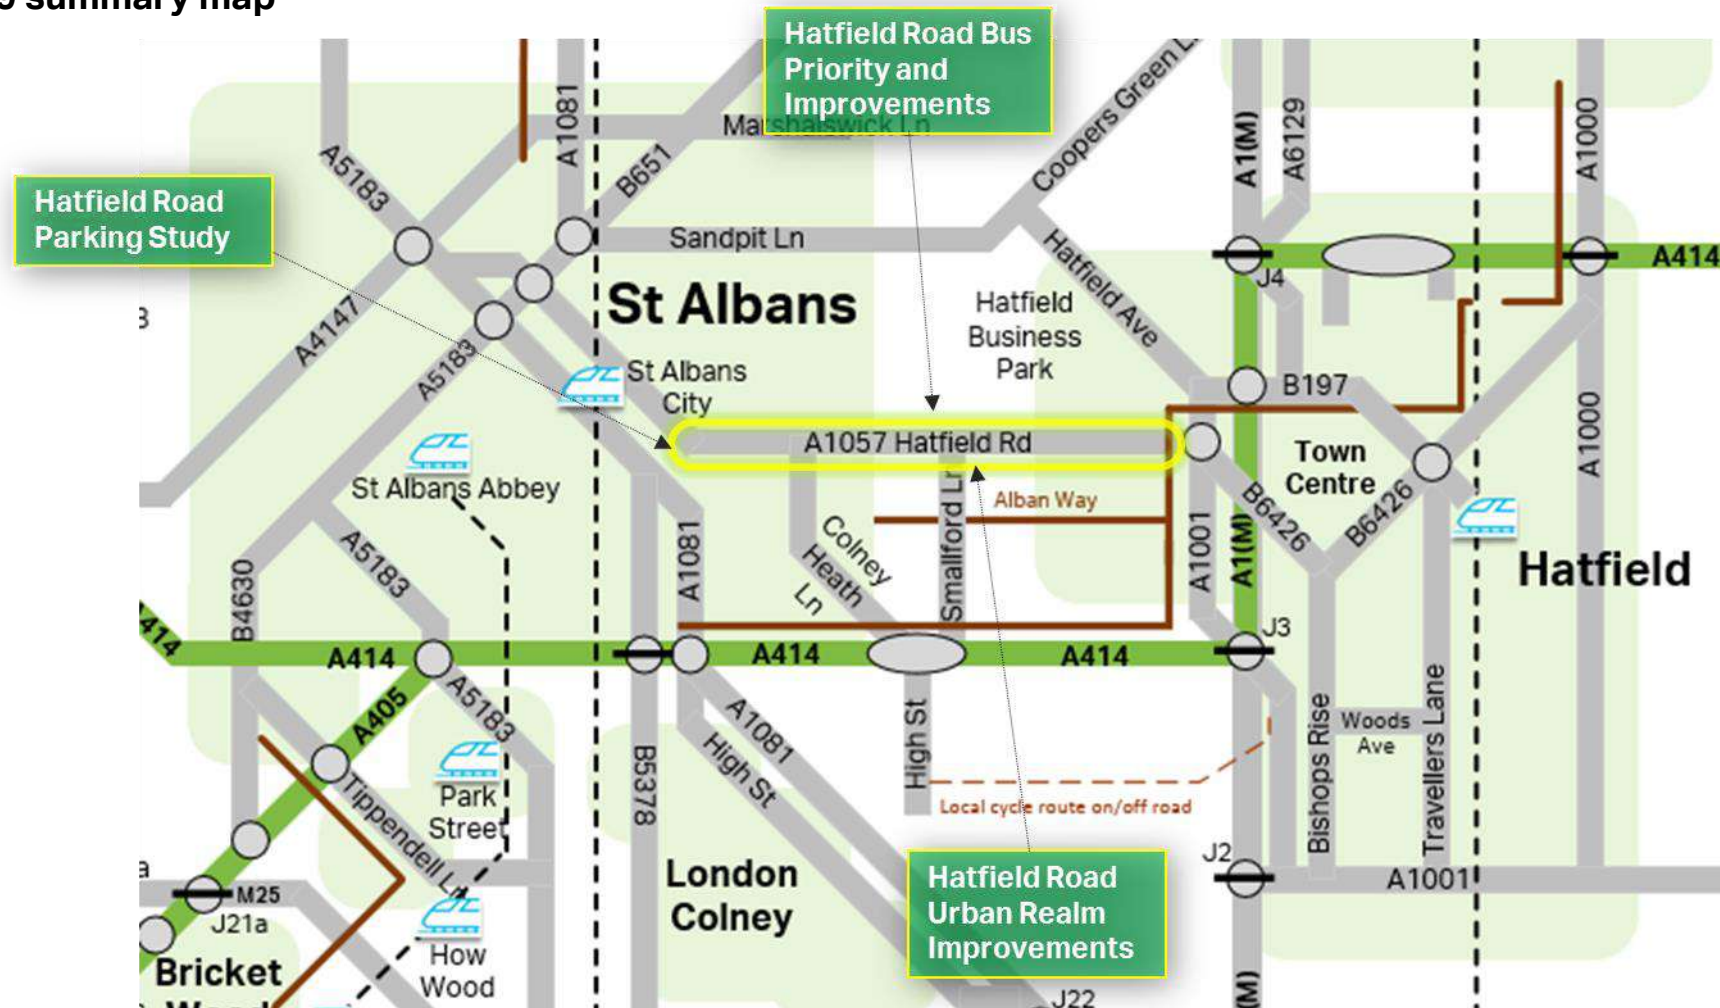 summary map
Hatfield Road Bus
Priority and
Improvements
Marshalswick Ln
Coopers Green
A1081
A5183
B651
A1(M)
A6129
A1000
Hatfield Road
Parking Study
Sandpit Ln
Hatfield Ave
J4
A414
St Albans
Hatfield
Business
Park
A4147
A5183
St Albans
City
B197
A1057 Hatfield Rd
Town
Centre
A1000
St Albans Abbey
Alban Way
B6426
B6426
Smallford Ln
Colney
Heath
Ln
A1081
A1001
A1(M)
A5183
B4630
Hatfield
414
A414
A414
A414
J3
A405
A5183
A1081
High St
High St
B5378
Bishops Rise
Woods
Ave
Travellers Lane
Park
Street
Tippendell Ln
Local cycle route on/off road
London
Colney
Hatfield Road
Urban Realm
Improvements
J2
A1001
M25
J21a
How
Wood
Bricket
J22